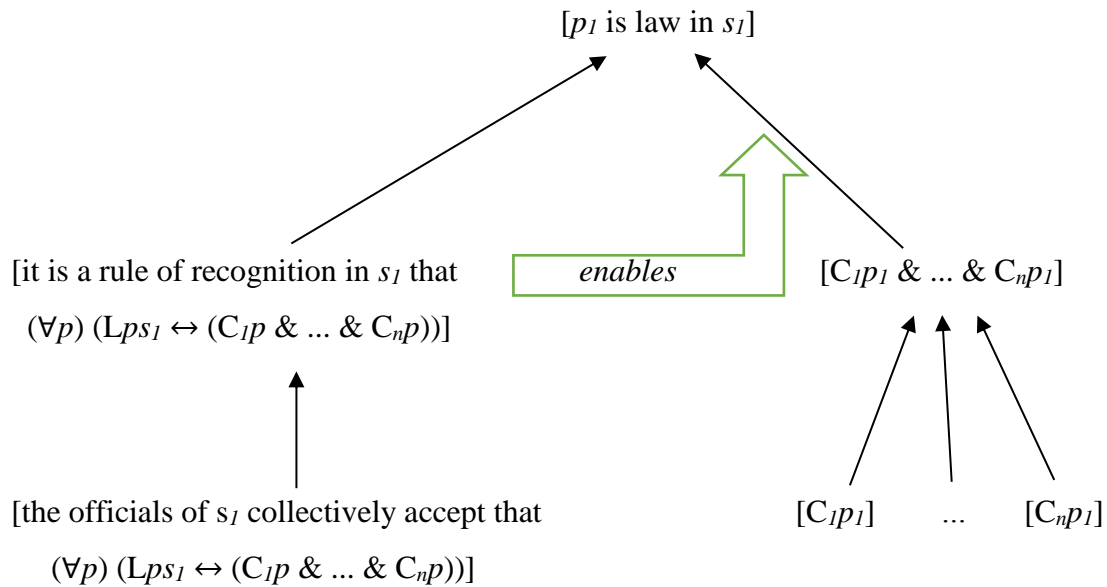 [p1 is law in s1]
[it is a rule of recognition in s1 that
(∀p) (Lps1 ↔ (C1p & ... & Cnp))]
enables
[C1p1 & ... & Cnp1]
[the officials of s1 collectively accept that
(∀p) (Lps1 ↔ (C1p & ... & Cnp))]
[C1p1] ... [Cnp1]